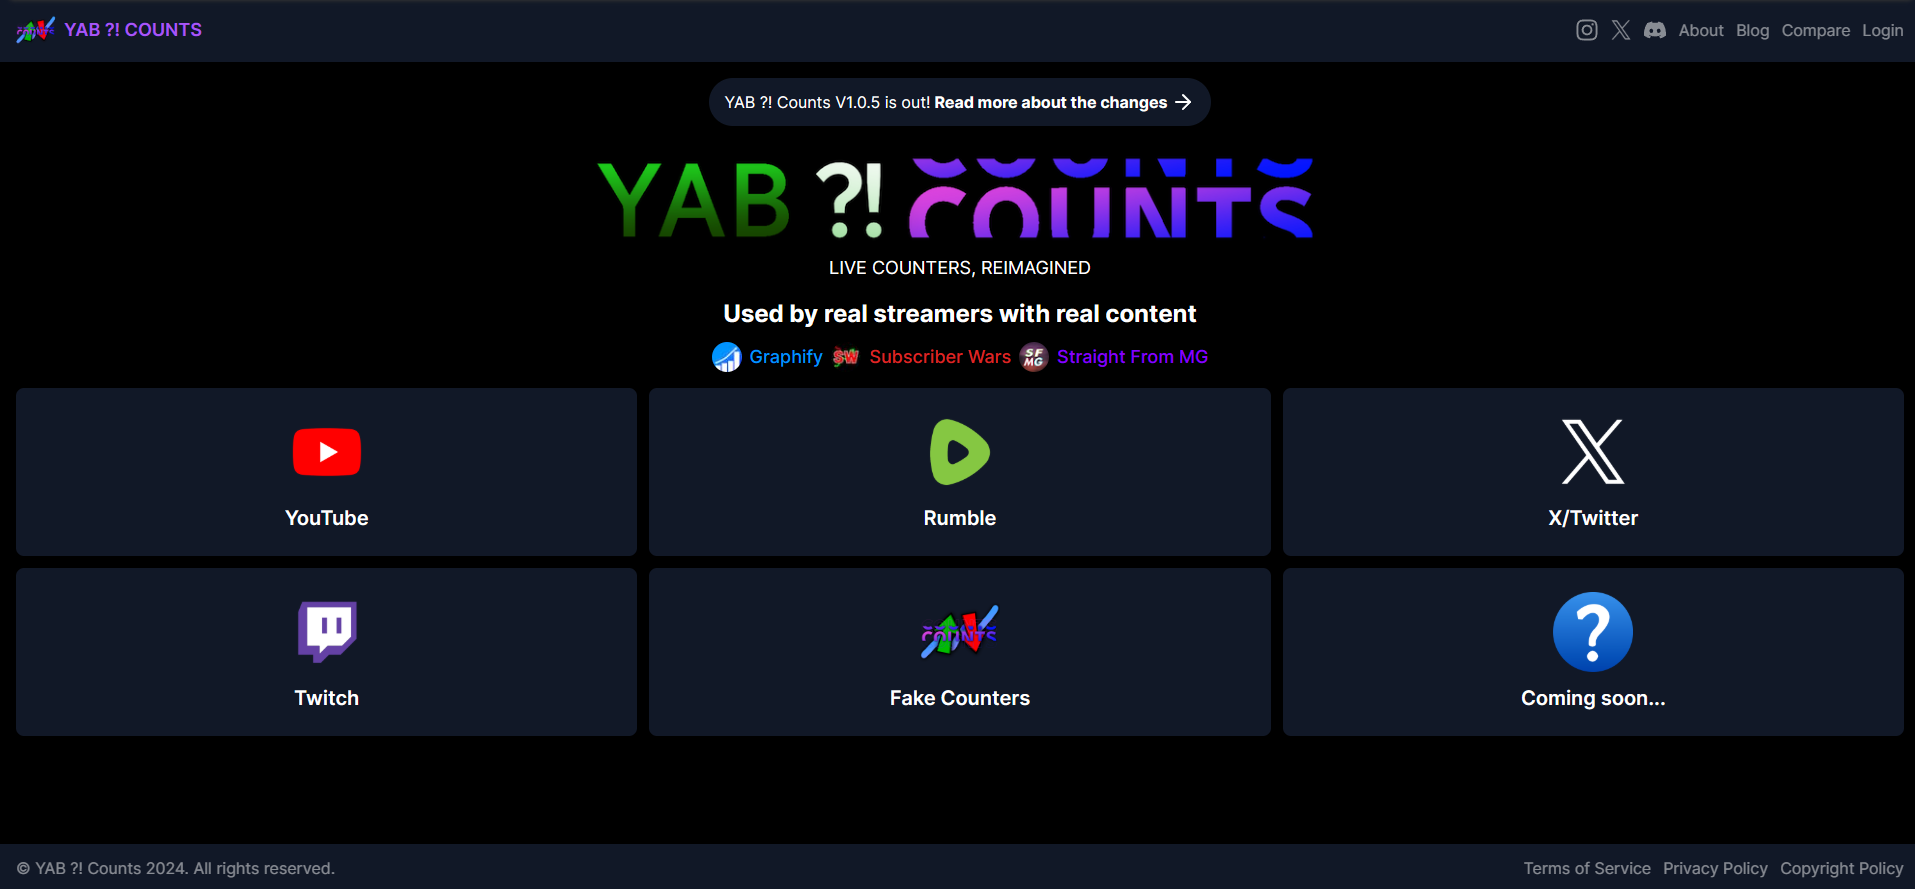 YAB ?! COUNTS
About Blog Compare Login
YAB ?! Counts V1.0.5 is out! Read more about the changes →
YAB ?! COUNTS
LIVE COUNTERS, REIMAGINED
Used by real streamers with real content
Graphify SW Subscriber Wars SF MG Straight From MG
YouTube
Rumble
X/Twitter
Twitch
COUNTS
Fake Counters
?
Coming soon...
© YAB ?! Counts 2024. All rights reserved.
Terms of Service Privacy Policy Copyright Policy